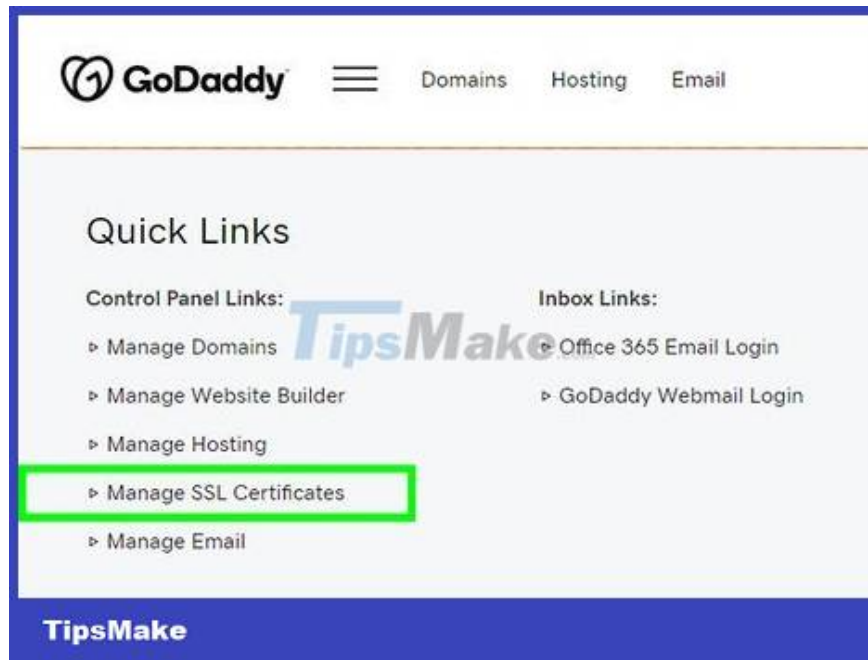 GoDaddy Domains Hosting Email
Quick Links
Control Panel Links:
Manage Domains
Manage Website Builder
Manage Hosting
Manage SSL Certificates
Manage Email
Inbox Links:
Office 365 Email Login
GoDaddy Webmail Login
TipsMake
TipsMake